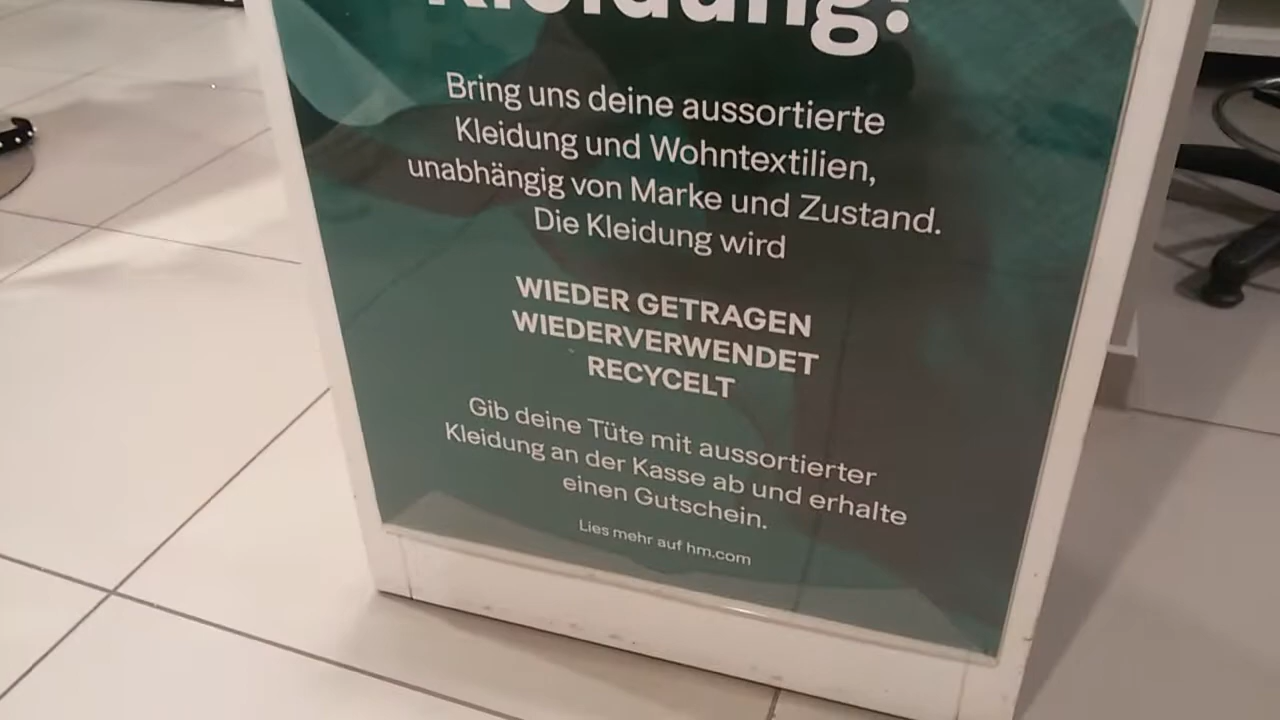 Kleidung!
Bring uns deine aussortierte
Kleidung und Wohntextilien,
unabhängig von Marke und Zustand.
Die Kleidung wird
WIEDER GETRAGEN
WIEDERVERWENDET
RECYCELT
Gib deine Tüte mit aussortierter
Kleidung an der Kasse ab und erhalte
einen Gutschein.
Lies mehr auf hm.com